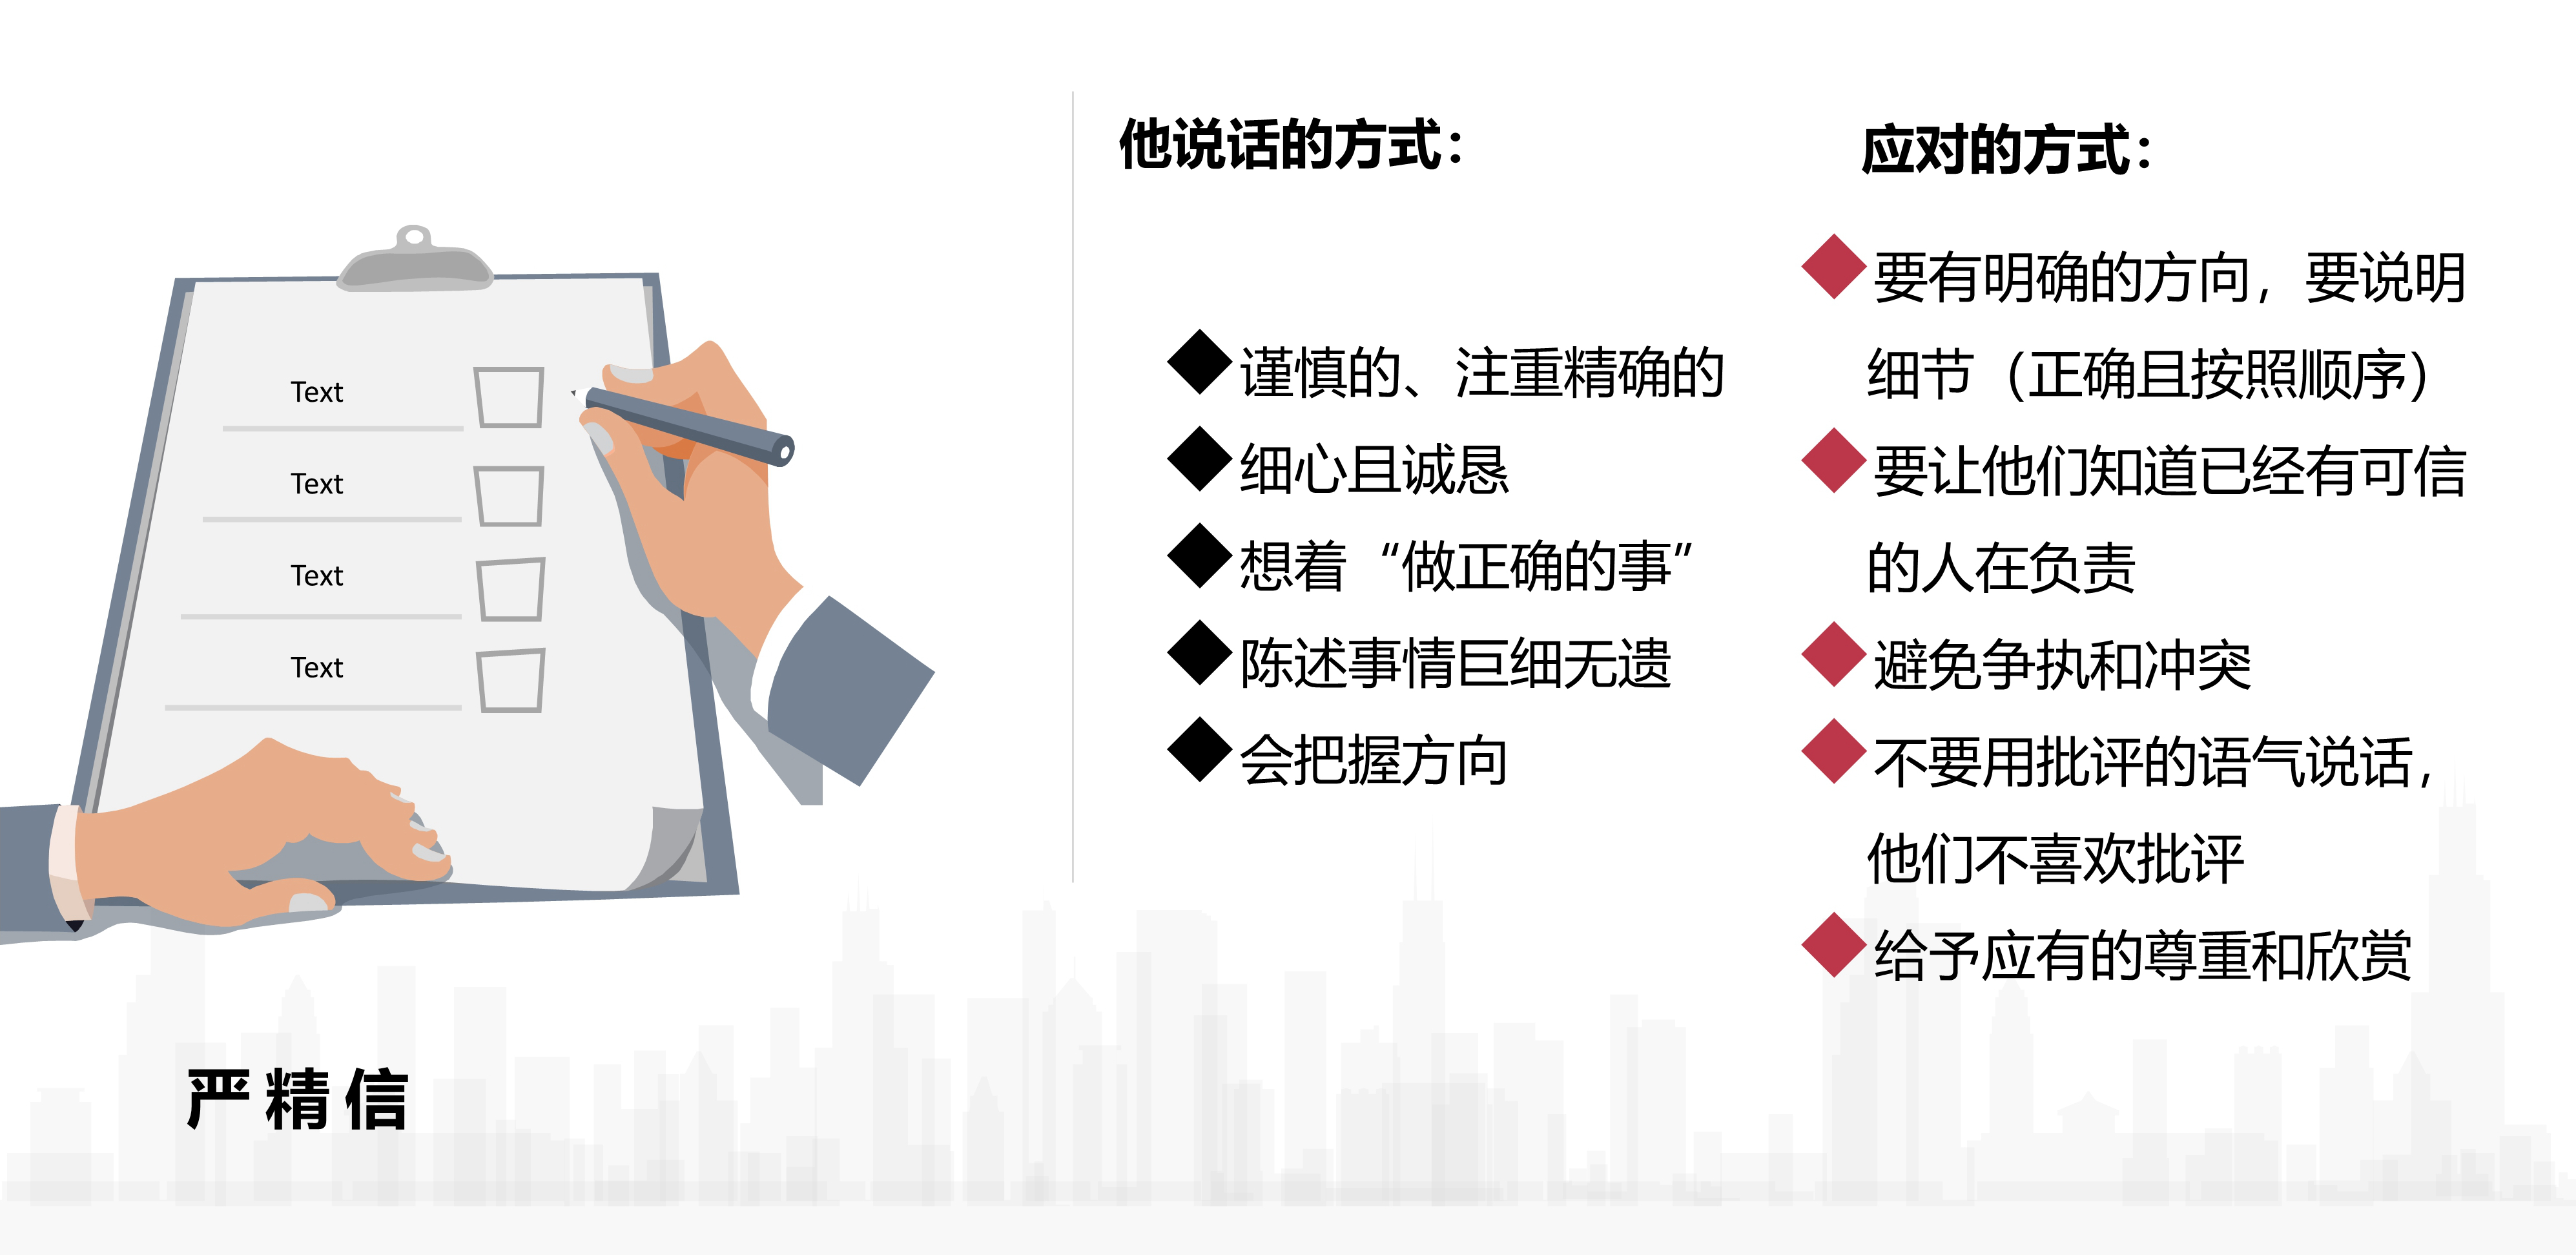 Text
Text
Text
Text
严精信
他说话的方式：
谨慎的、注重精确的
细心且诚恳
想着“做正确的事”
陈述事情巨细无遗
会把握方向
应对的方式：
要有明确的方向，要说明
细节（正确且按照顺序）
要让他们知道已经有可信
的人在负责
避免争执和冲突
不要用批评的语气说话，
他们不喜欢批评
给予应有的尊重和欣赏